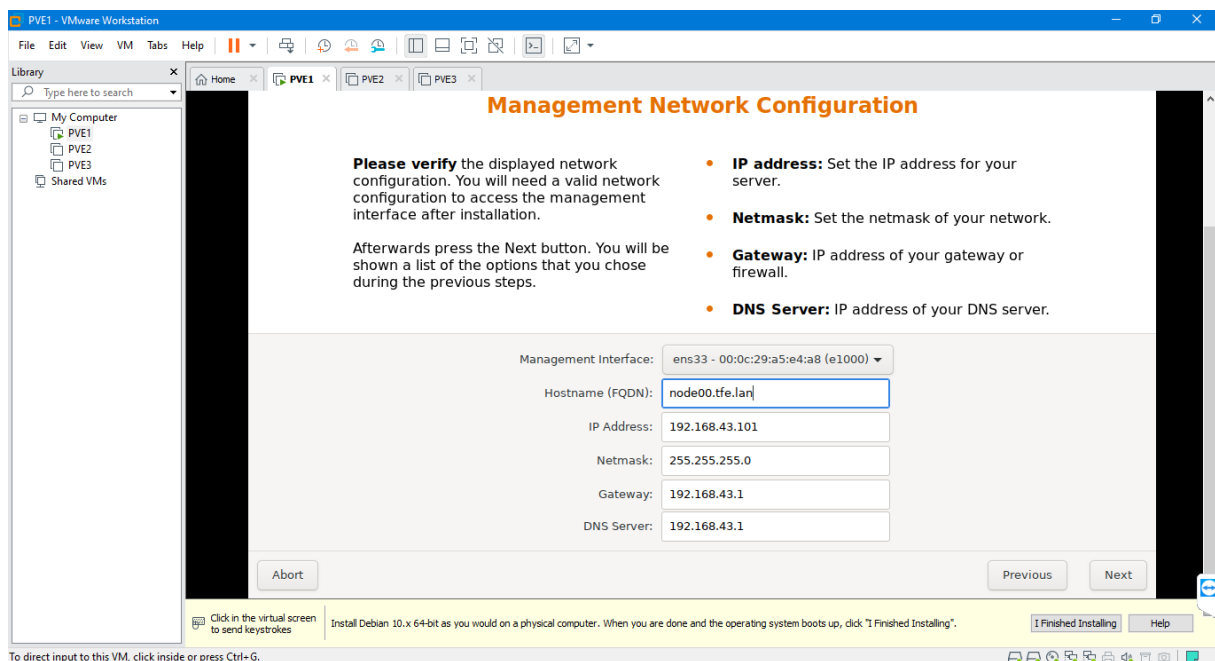 PVE1 - VMware Workstation
File Edit View VM Tabs Help
Library
Type here to search
My Computer
PVE1
PVE2
PVE3
Shared VMs
Home PVE1 PVE2 PVE3
Management Network Configuration
Please verify the displayed network
configuration. You will need a valid network
configuration to access the management
interface after installation.
Afterwards press the Next button. You will be
shown a list of the options that you chose
during the previous steps.
IP address: Set the IP address for your
server.
Netmask: Set the netmask of your network.
Gateway: IP address of your gateway or
firewall.
DNS Server: IP address of your DNS server.
Management Interface: ens33 - 00:0c:29:a5:e4:a8 (e1000)
Hostname (FQDN): node00.tfe.lan
IP Address: 192.168.43.101
Netmask: 255.255.255.0
Gateway: 192.168.43.1
DNS Server: 192.168.43.1
Abort Previous Next
Click in the virtual screen
to send keystrokes
Install Debian 10.x 64-bit as you would on a physical computer. When you are done and the operating system boots up, click "I Finished Installing".
I Finished Installing Help
To direct input to this VM, click inside or press Ctrl+G.